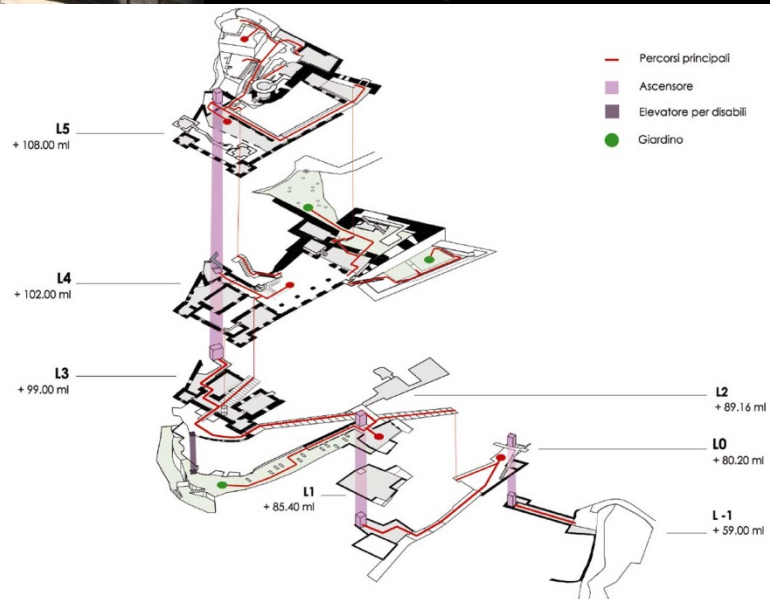 Percorsi principali
Ascensore
Elevatore per disabili
Giardino
L5
+ 108.00 ml
L4
+ 102.00 ml
L3
+ 99.00 ml
L2
+ 89.16 ml
L0
+ 80.20 ml
L1
+ 85.40 ml
L -1
+ 59.00 ml